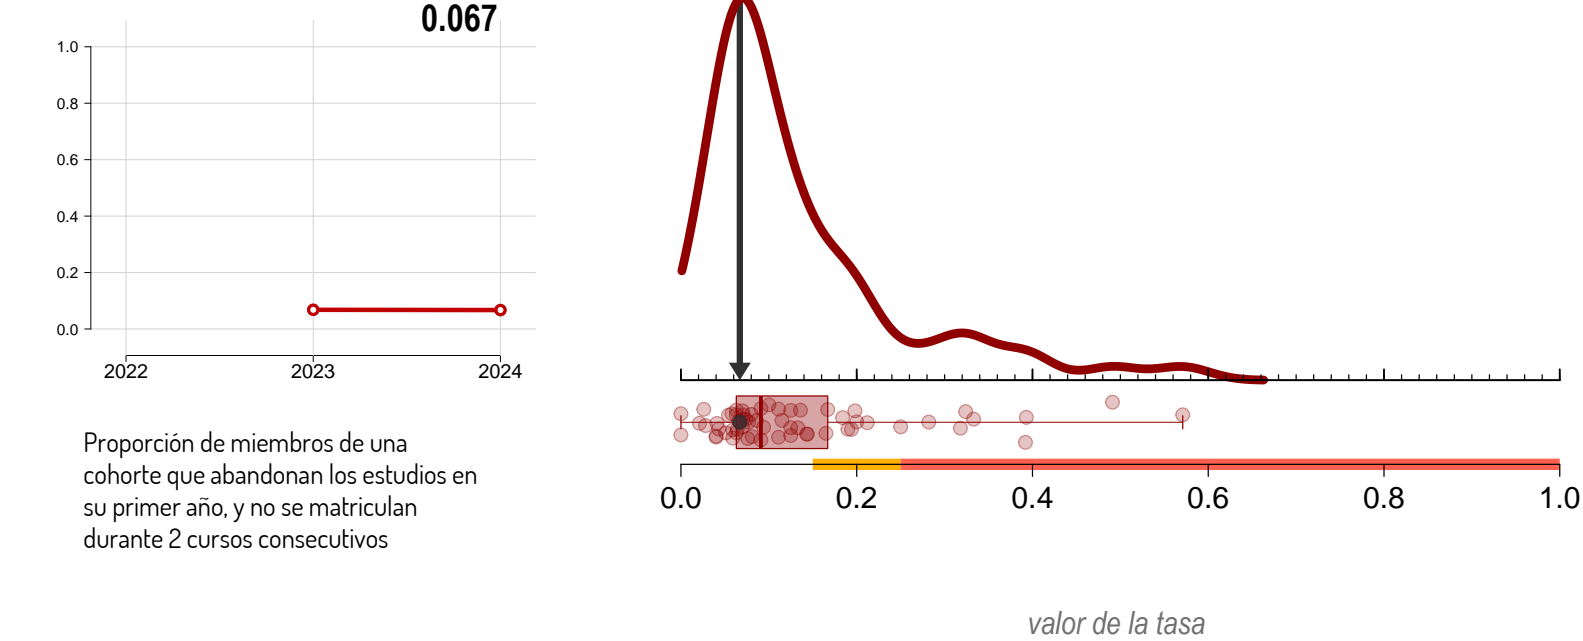 0.067
1.0
0.8
0.6
0.4
0.2
0.0
2022 2023 2024
Proporción de miembros de una
cohorte que abandonan los estudios en
su primer año, y no se matriculan
durante 2 cursos consecutivos
0.0 0.2 0.4 0.6 0.8 1.0
valor de la tasa